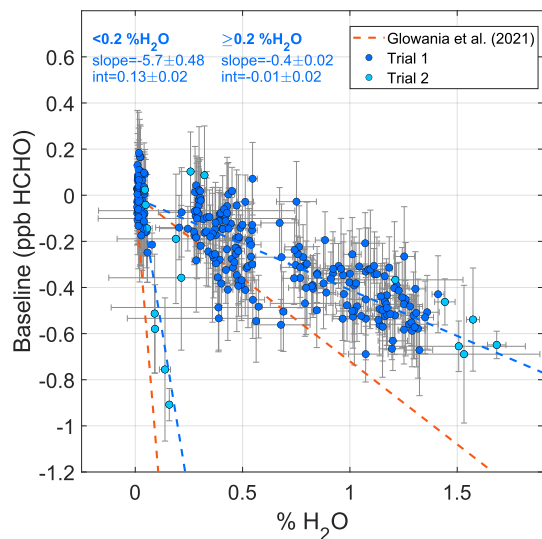 <0.2 %H₂O
slope=-5.7±0.48
int=0.13±0.02
≥0.2 %H₂O
slope=-0.4±0.02
int=-0.01±0.02
Glowania et al. (2021)
Trial 1
Trial 2
Baseline (ppb HCHO)
0.6
0.4
0.2
0
-0.2
-0.4
-0.6
-0.8
-1
-1.2
0
0.5
1
1.5
% H₂O